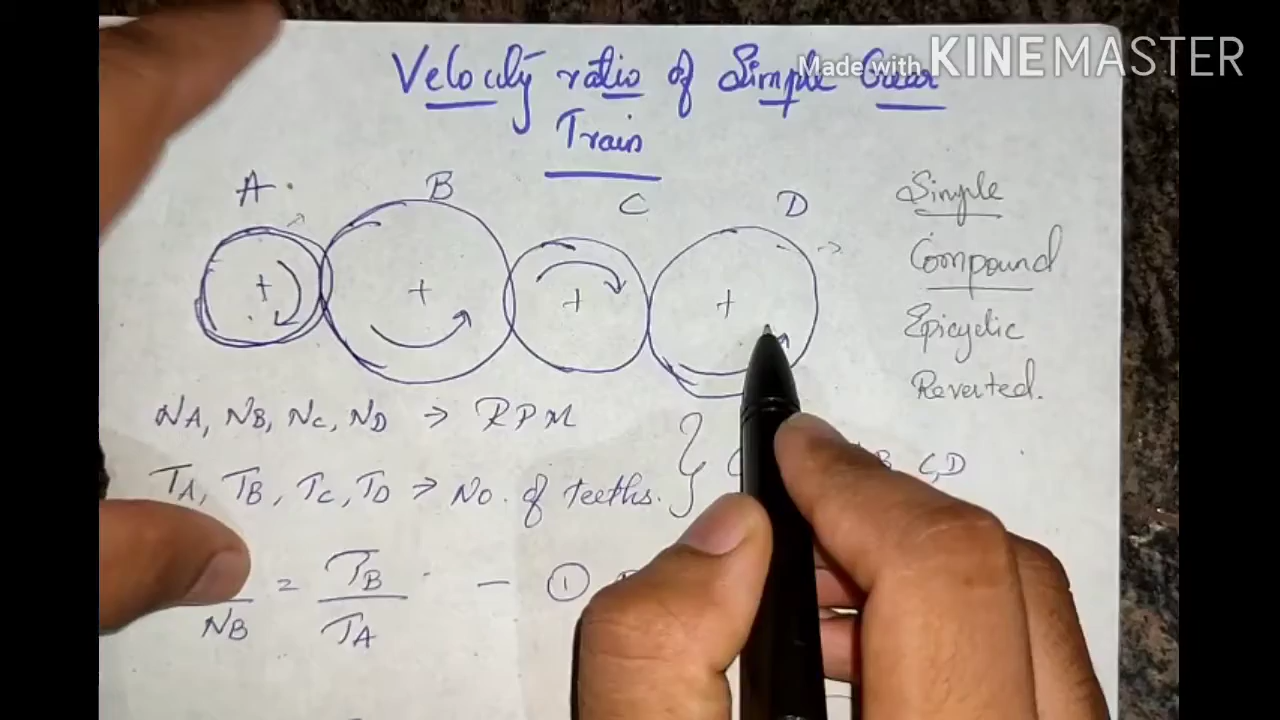 Made with KINEMASTER
Velocity ratio of Simple Gear
Train
A B C D
Simple
Compound
Epicyclic
Reverted.
NA, NB, NC, ND → RPM
TA, TB, TC, TD → No. of teeths. }
B C,D
NB = TB / TA — ①